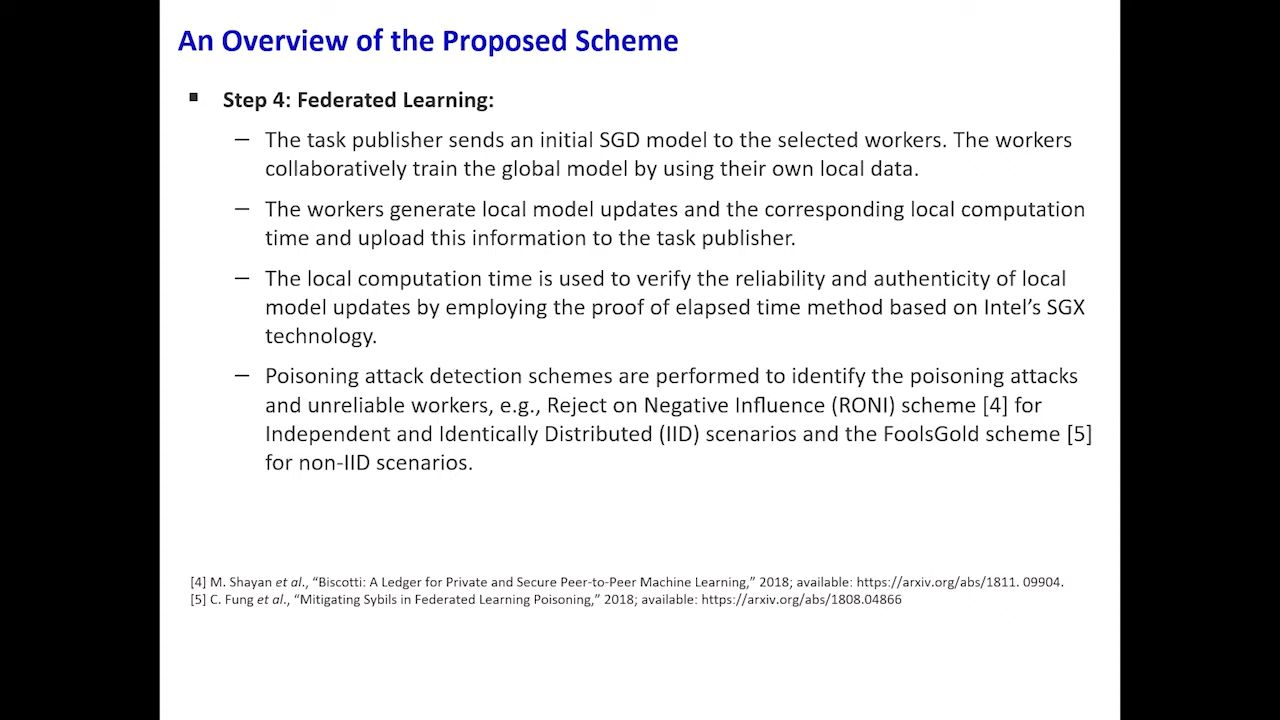 An Overview of the Proposed Scheme
▪ Step 4: Federated Learning:
– The task publisher sends an initial SGD model to the selected workers. The workers
collaboratively train the global model by using their own local data.
– The workers generate local model updates and the corresponding local computation
time and upload this information to the task publisher.
– The local computation time is used to verify the reliability and authenticity of local
model updates by employing the proof of elapsed time method based on Intel’s SGX
technology.
– Poisoning attack detection schemes are performed to identify the poisoning attacks
and unreliable workers, e.g., Reject on Negative Influence (RONI) scheme [4] for
Independent and Identically Distributed (IID) scenarios and the FoolsGold scheme [5]
for non-IID scenarios.
[4] M. Shayan et al., “Biscotti: A Ledger for Private and Secure Peer-to-Peer Machine Learning,” 2018; available: https://arxiv.org/abs/1811. 09904.
[5] C. Fung et al., “Mitigating Sybils in Federated Learning Poisoning,” 2018; available: https://arxiv.org/abs/1808.04866